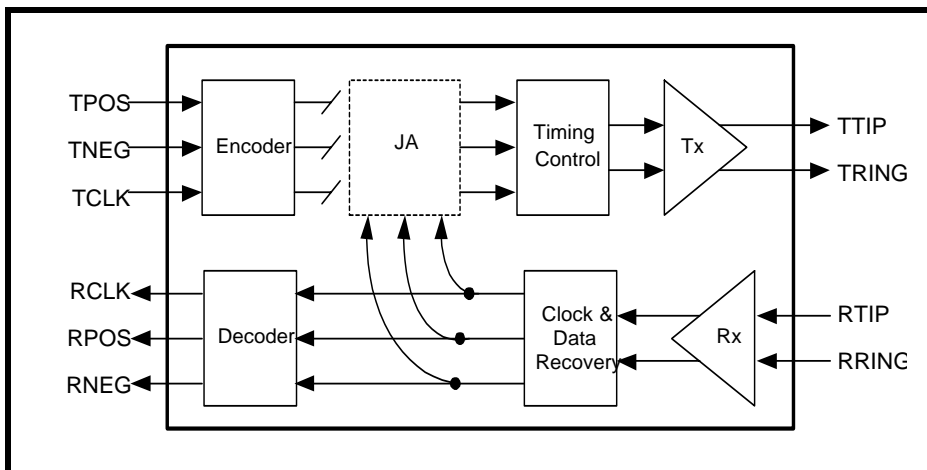 TPOS
TNEG
TCLK
Encoder
JA
Timing
Control
Tx
TTIP
TRING
RCLK
RPOS
RNEG
Decoder
Clock &
Data
Recovery
Rx
RTIP
RRING